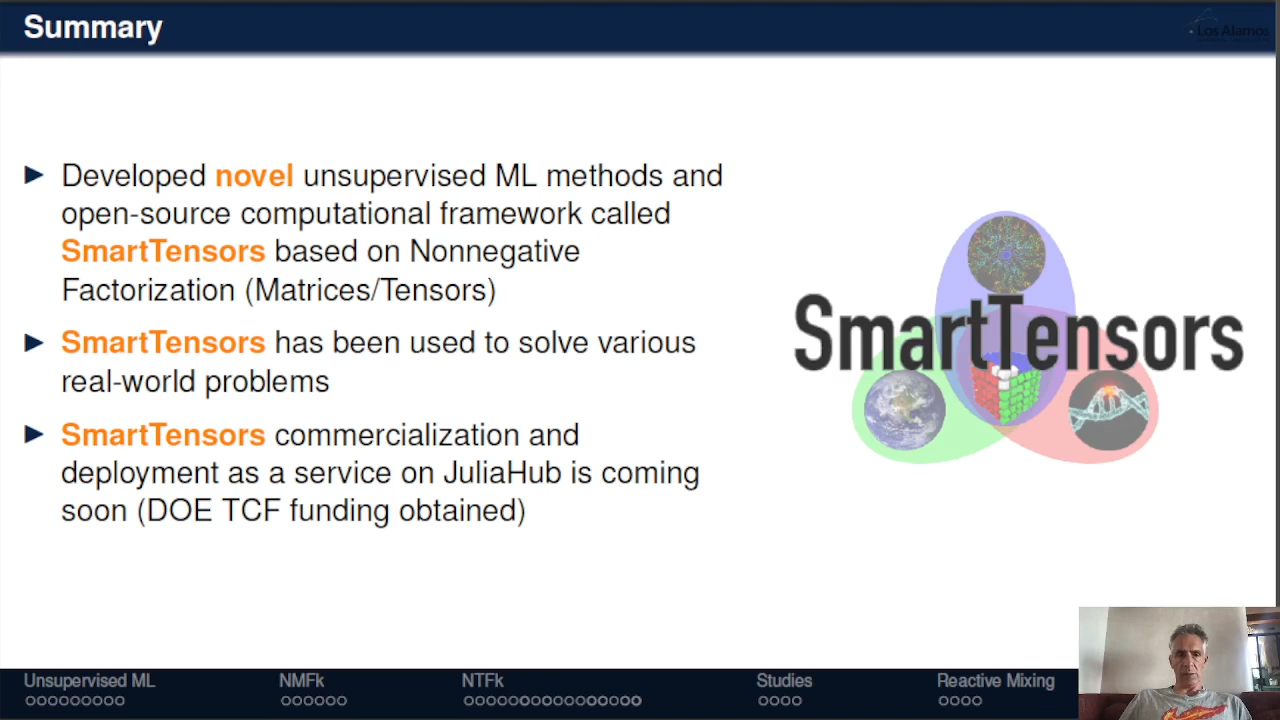 Summary
Los Alamos
Developed novel unsupervised ML methods and
open-source computational framework called
SmartTensors based on Nonnegative
Factorization (Matrices/Tensors)
SmartTensors has been used to solve various
real-world problems
SmartTensors commercialization and
deployment as a service on JuliaHub is coming
soon (DOE TCF funding obtained)
SmartTensors
Unsupervised ML NMFk NTFk Studies Reactive Mixing